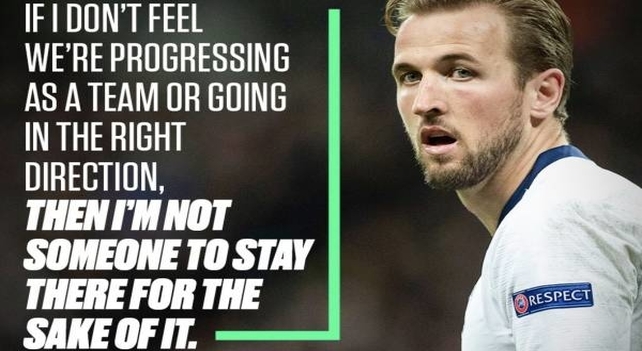 IF I DON'T FEEL
WE'RE PROGRESSING
AS A TEAM OR GOING
IN THE RIGHT
DIRECTION,
THEN I'M NOT
SOMEONE TO STAY
THERE FOR THE
SAKE OF IT.
RESPECT